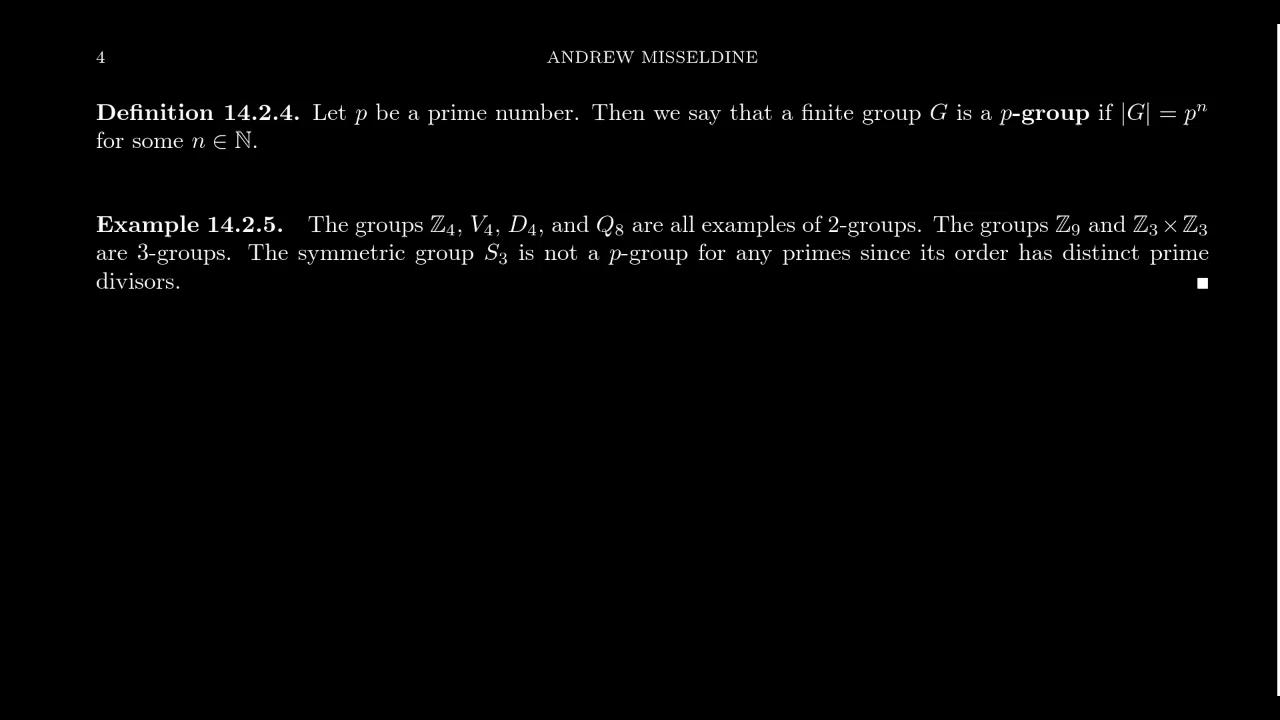 4 ANDREW MISSELDINE
Definition 14.2.4. Let p be a prime number. Then we say that a finite group G is a p-group if |G| = pⁿ
for some n ∈ ℕ.
Example 14.2.5. The groups ℤ₄, V₄, D₄, and Q₈ are all examples of 2-groups. The groups ℤ₉ and ℤ₃ × ℤ₃
are 3-groups. The symmetric group S₃ is not a p-group for any primes since its order has distinct prime
divisors. ■